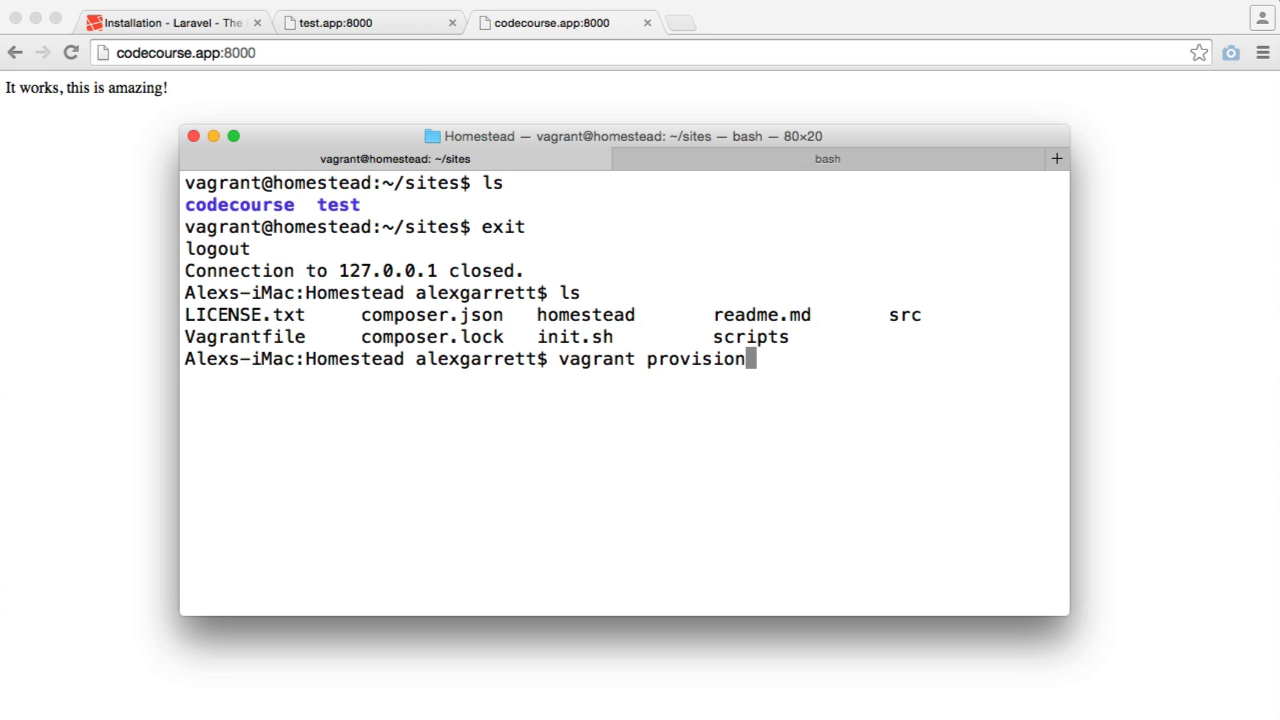 Installation - Laravel - The
test.app:8000
codecourse.app:8000
codecourse.app:8000
It works, this is amazing!
Homestead — vagrant@homestead: ~/sites — bash — 80×20
vagrant@homestead: ~/sites
bash
vagrant@homestead:~/sites$ ls
codecourse test
vagrant@homestead:~/sites$ exit
logout
Connection to 127.0.0.1 closed.
Alexs-iMac:Homestead alexgarrett$ ls
LICENSE.txt composer.json homestead readme.md src
Vagrantfile composer.lock init.sh scripts
Alexs-iMac:Homestead alexgarrett$ vagrant provision